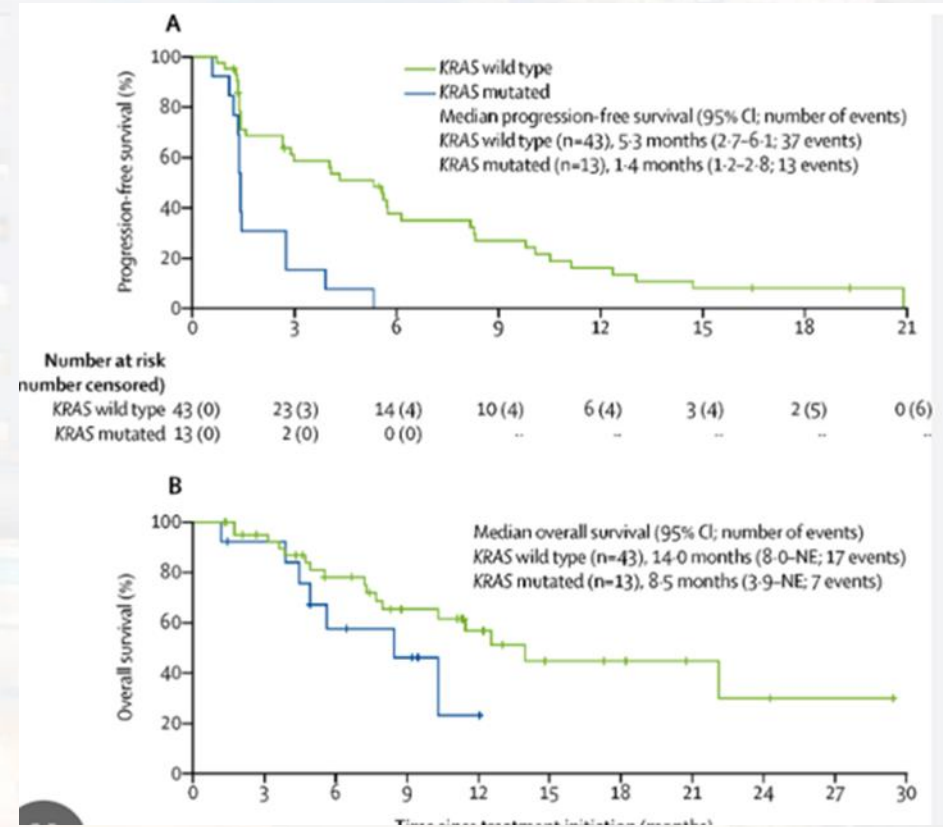 A
Progression-free survival (%)
100
80
60
40
20
0
KRAS wild type
KRAS mutated
Median progression-free survival (95% CI; number of events)
KRAS wild type (n=43), 5·3 months (2·7–6·1; 37 events)
KRAS mutated (n=13), 1·4 months (1·2–2·8; 13 events)
0 3 6 9 12 15 18 21
Number at risk
number censored)
KRAS wild type 43 (0) 23 (3) 14 (4) 10 (4) 6 (4) 3 (4) 2 (5) 0 (6)
KRAS mutated 13 (0) 2 (0) 0 (0) ·· ·· ·· ·· ··
B
Overall survival (%)
100
80
60
40
20
0
Median overall survival (95% CI; number of events)
KRAS wild type (n=43), 14·0 months (8·0–NE; 17 events)
KRAS mutated (n=13), 8·5 months (3·9–NE; 7 events)
0 3 6 9 12 15 18 21 24 27 30
Time since treatment initiation (months)